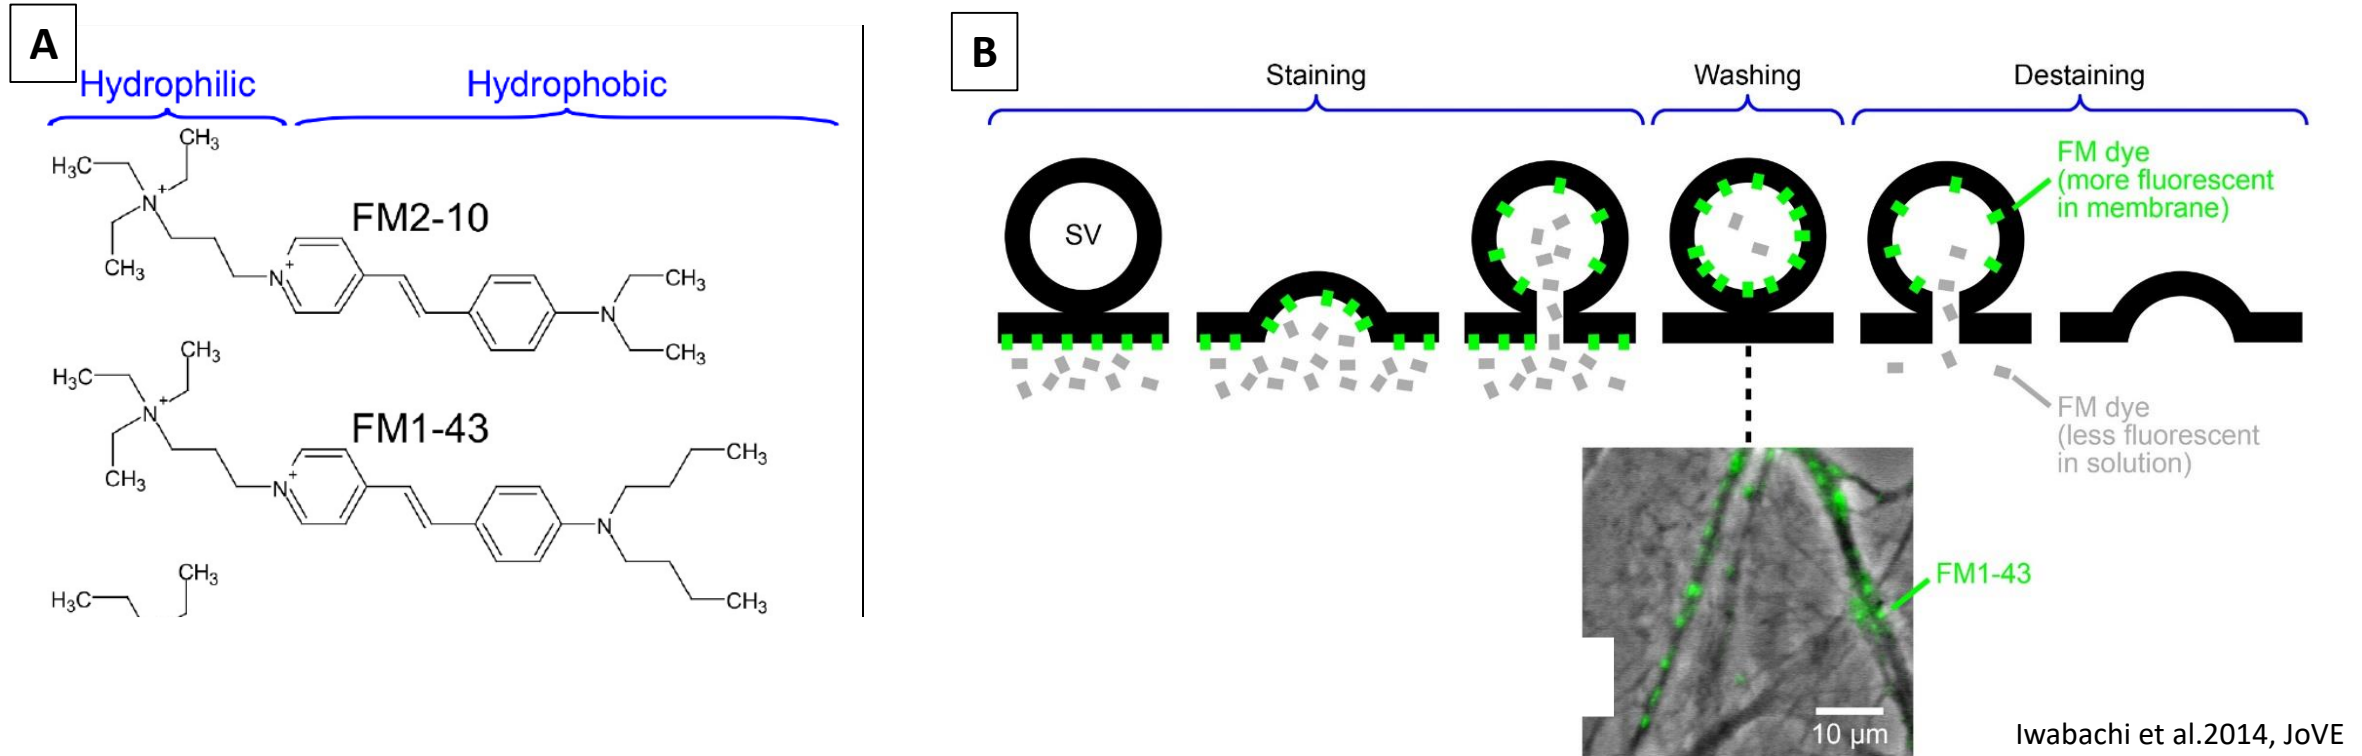 A
Hydrophilic
Hydrophobic
CH3
H3C
N+
CH3
FM2-10
N+
CH3
N
CH3
CH3
H3C
N+
CH3
FM1-43
N+
CH3
N
CH3
CH3
H3C
B
Staining
Washing
Destaining
SV
FM dye
(more fluorescent
in membrane)
FM dye
(less fluorescent
in solution)
FM1-43
10 μm
Iwabachi et al.2014, JoVE